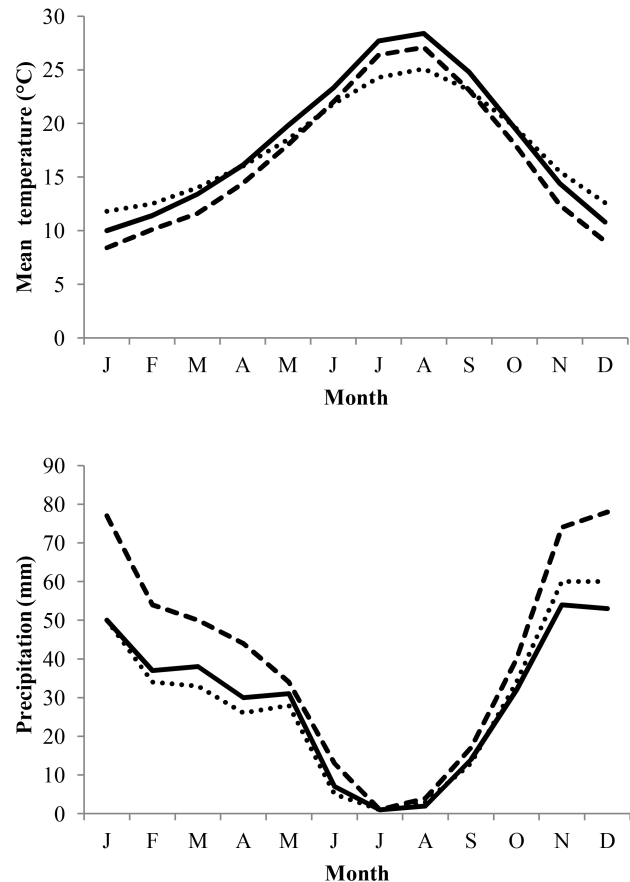 30
25
20
15
10
5
0
Mean temperature (°C)
J F M A M J J A S O N D
Month
90
80
70
60
50
40
30
20
10
0
Precipitation (mm)
J F M A M J J A S O N D
Month